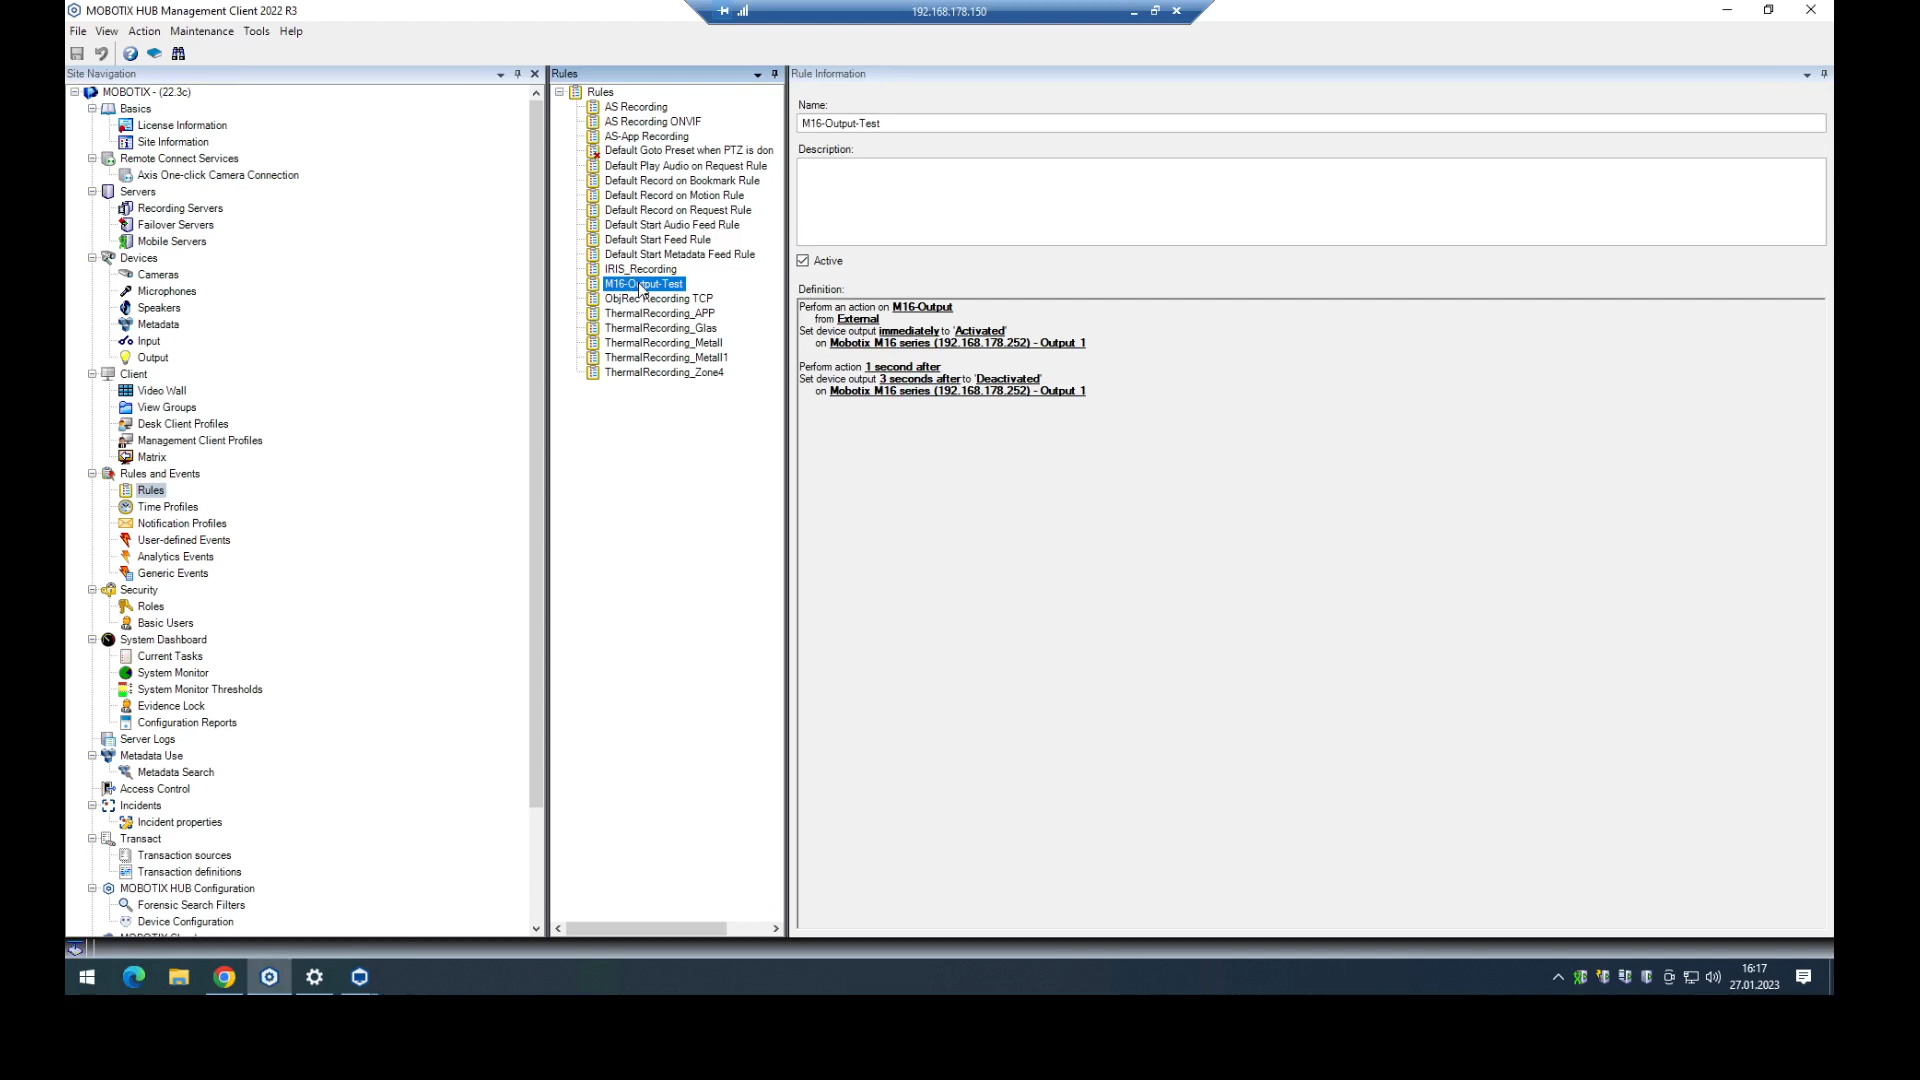 MOBOTIX HUB Management Client 2022 R3
192.168.178.150
File View Action Maintenance Tools Help
Site Navigation
MOBOTIX - (22.3c)
Basics
License Information
Site Information
Remote Connect Services
Axis One-click Camera Connection
Servers
Recording Servers
Failover Servers
Mobile Servers
Devices
Cameras
Microphones
Speakers
Metadata
Input
Output
Client
Video Wall
View Groups
Desk Client Profiles
Management Client Profiles
Matrix
Rules and Events
Rules
Time Profiles
Notification Profiles
User-defined Events
Analytics Events
Generic Events
Security
Roles
Basic Users
System Dashboard
Current Tasks
System Monitor
System Monitor Thresholds
Evidence Lock
Configuration Reports
Server Logs
Metadata Use
Metadata Search
Access Control
Incidents
Incident properties
Transact
Transaction sources
Transaction definitions
MOBOTIX HUB Configuration
Forensic Search Filters
Device Configuration
Rules
Rules
AS Recording
AS Recording ONVIF
AS-App Recording
Default Goto Preset when PTZ is don
Default Play Audio on Request Rule
Default Record on Bookmark Rule
Default Record on Motion Rule
Default Record on Request Rule
Default Start Audio Feed Rule
Default Start Feed Rule
Default Start Metadata Feed Rule
IRIS_Recording
M16-Output-Test
ObjRec Recording TCP
ThermalRecording_APP
ThermalRecording_Glas
ThermalRecording_Metall
ThermalRecording_Metall1
ThermalRecording_Zone4
Rule Information
Name:
M16-Output-Test
Description:
Active
Definition:
Perform an action on M16-Output
from External
Set device output immediately to 'Activated'
on Mobotix M16 series (192.168.178.252) - Output 1
Perform action 1 second after
Set device output 3 seconds after to 'Deactivated'
on Mobotix M16 series (192.168.178.252) - Output 1
16:17
27.01.2023